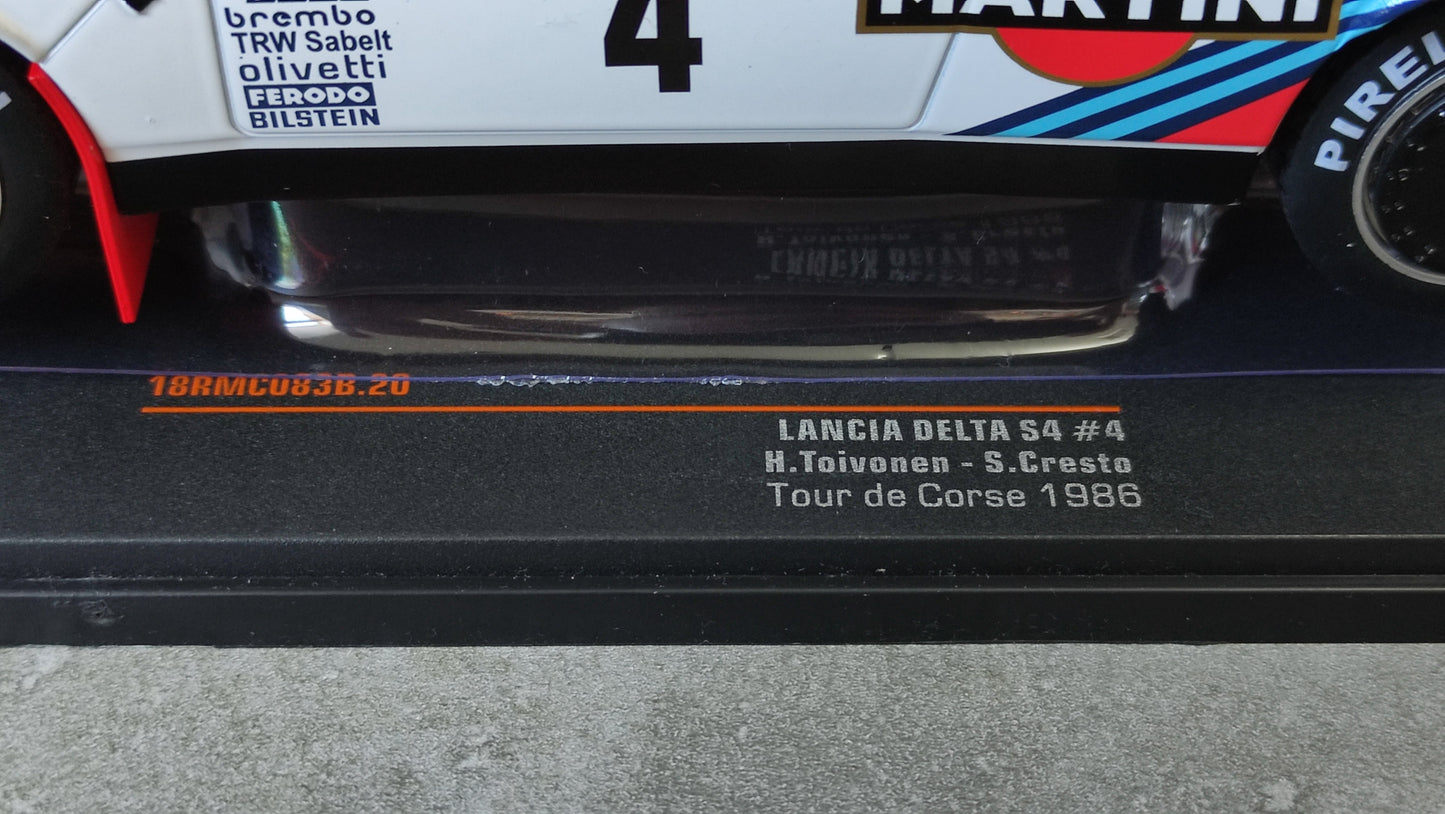 brembo
TRW Sabelt
olivetti
FERODO
BILSTEIN
4
MARTINI
PIREL
18RMC083B.20
LANCIA DELTA S4 #4
H.Toivonen - S.Cresto
Tour de Corse 1986